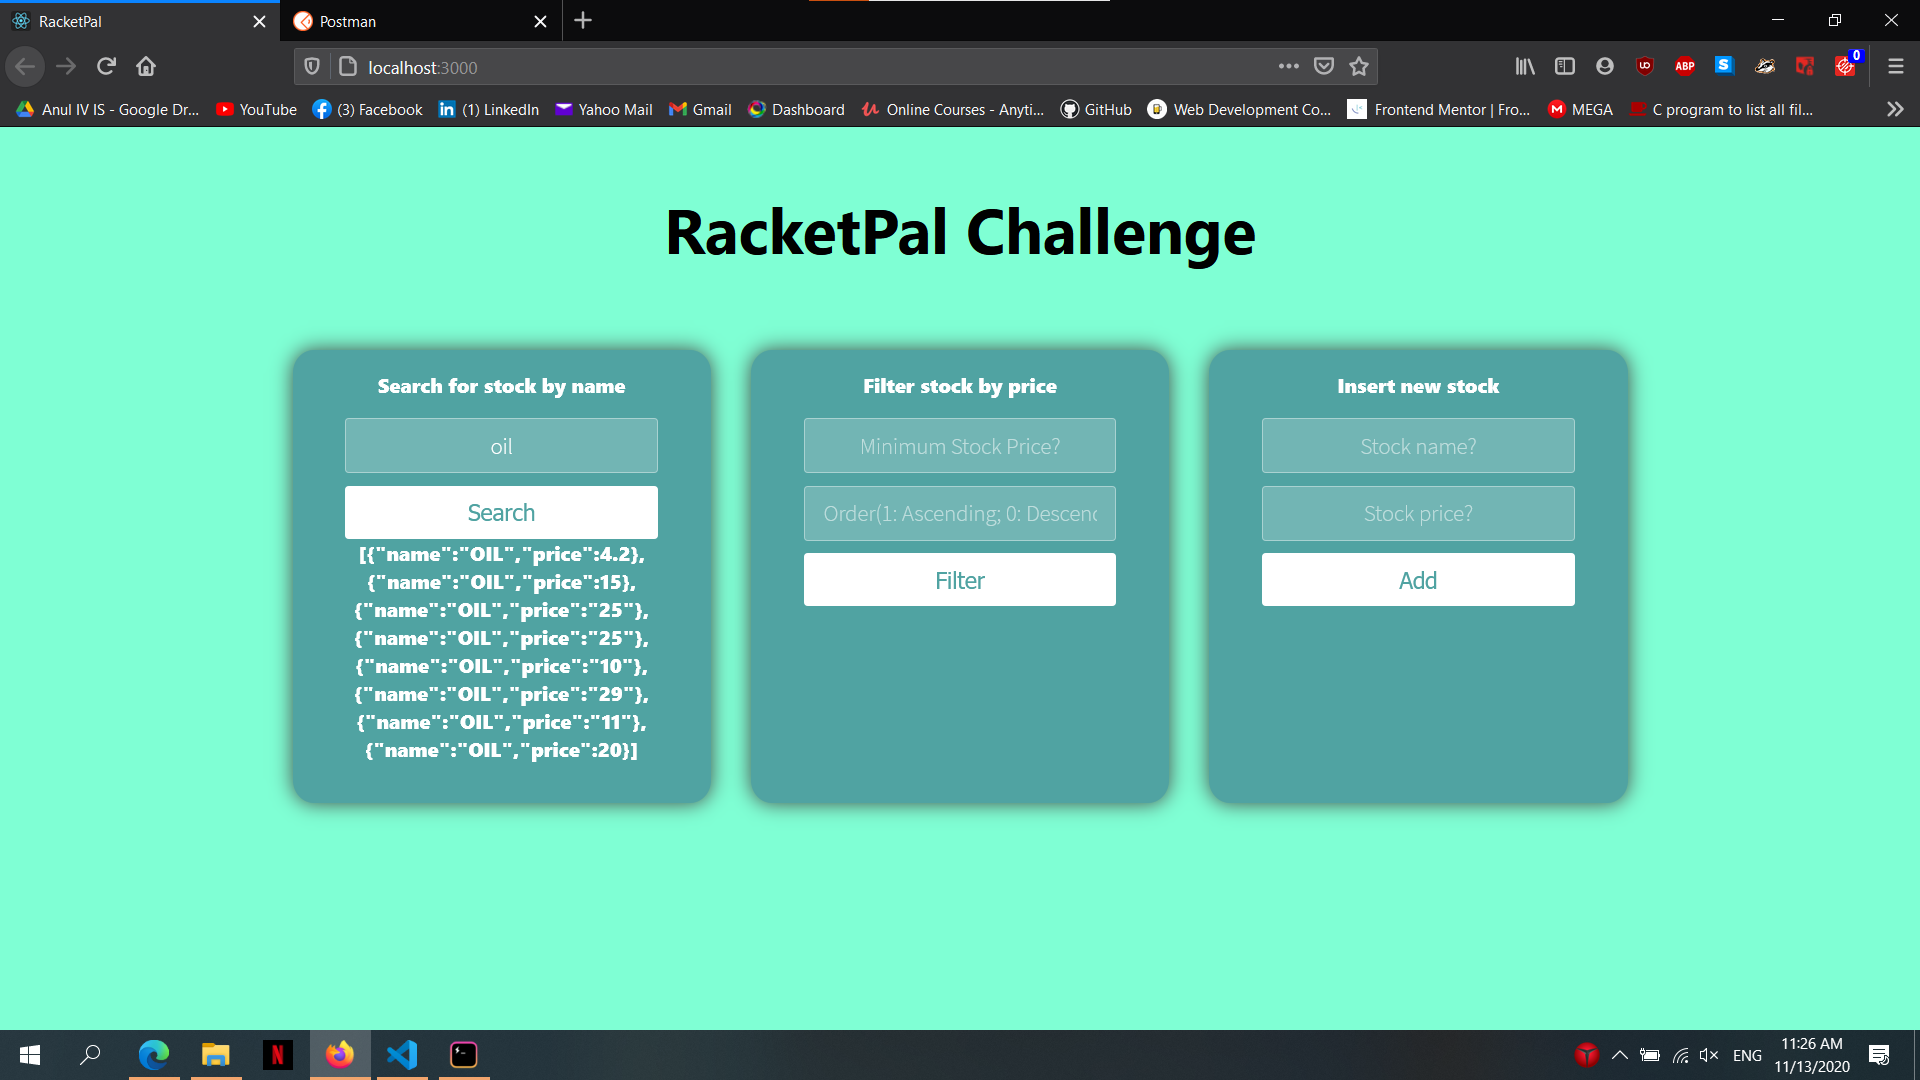 RacketPal
Postman
localhost:3000
ABP
S
0
Anul IV IS - Google Dr...
YouTube
(3) Facebook
(1) LinkedIn
Yahoo Mail
Gmail
Dashboard
Online Courses - Anyti...
GitHub
Web Development Co...
Frontend Mentor | Fro...
MEGA
C program to list all fil...
RacketPal Challenge
Search for stock by name
oil
Search
[{"name":"OIL","price":4.2},
{"name":"OIL","price":15},
{"name":"OIL","price":"25"},
{"name":"OIL","price":"25"},
{"name":"OIL","price":"10"},
{"name":"OIL","price":"29"},
{"name":"OIL","price":"11"},
{"name":"OIL","price":20}]
Filter stock by price
Minimum Stock Price?
Order(1: Ascending; 0: Descenc
Filter
Insert new stock
Stock name?
Stock price?
Add
N
ENG
11:26 AM
11/13/2020